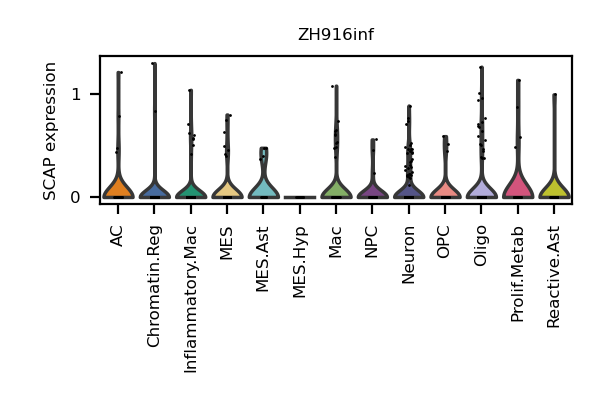 ZH916inf
SCAP expression
1
0
AC
Chromatin.Reg
Inflammatory.Mac
MES
MES.Ast
MES.Hyp
Mac
NPC
Neuron
OPC
Oligo
Prolif.Metab
Reactive.Ast